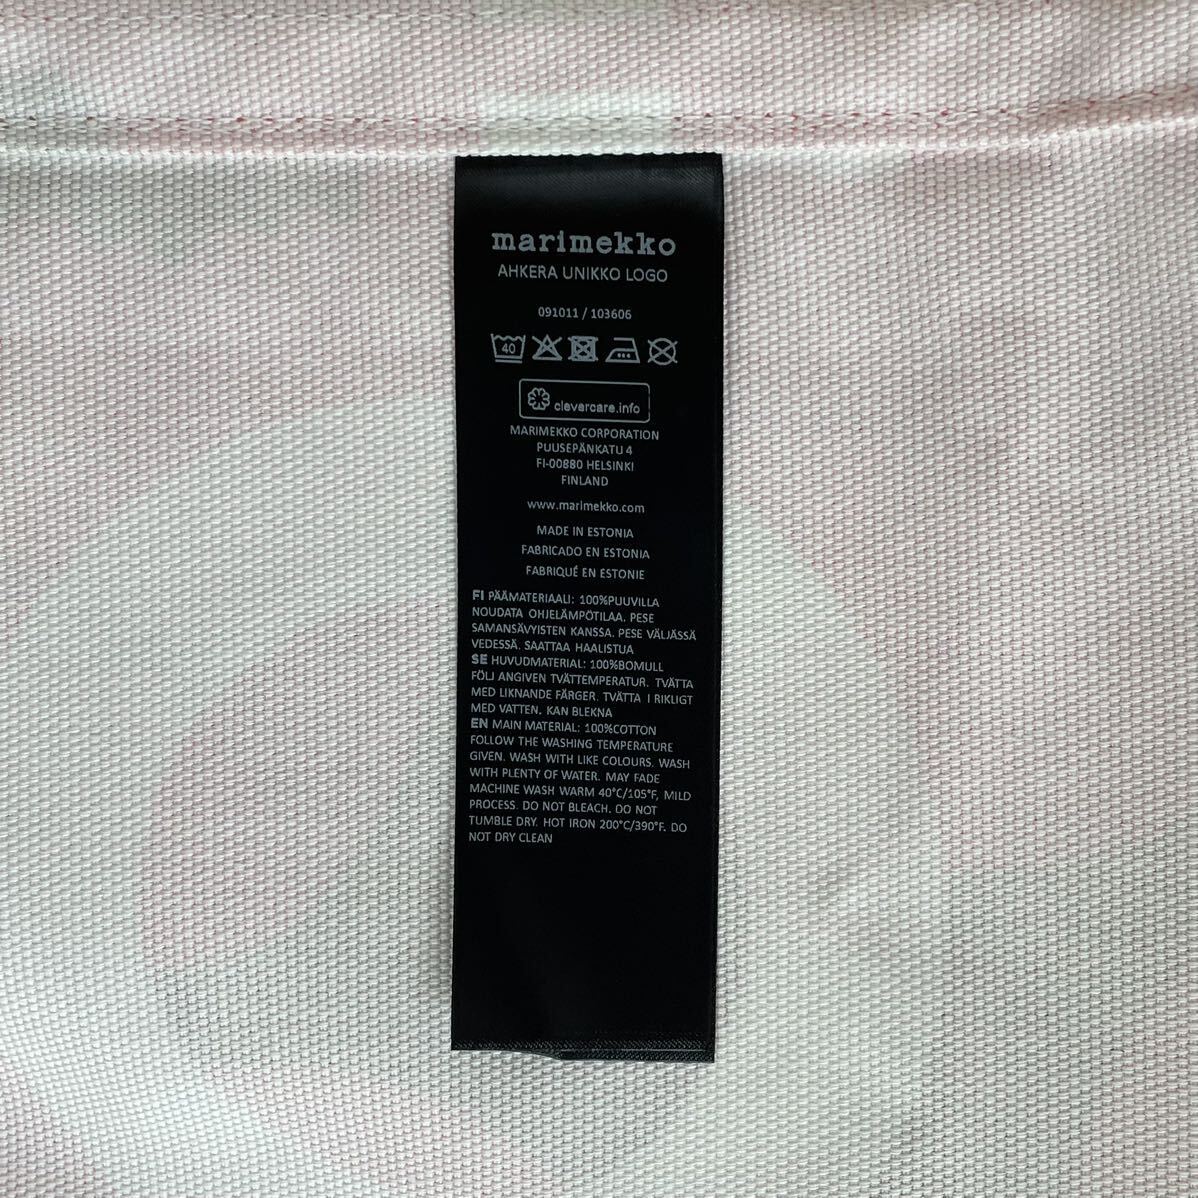 marimekko
AHKERA UNIKKO LOGO
091011 / 103606
40
clevercare.info
MARIMEKKO CORPORATION
PUUSEPÄNKATU 4
FI-00880 HELSINKI
FINLAND
www.marimekko.com
MADE IN ESTONIA
FABRICADO EN ESTONIA
FABRIQUÉ EN ESTONIE
FI PÄÄMATERIAALI: 100%PUUVILLA
NOUDATA OHJELÄMPÖTILAA. PESE
SAMANSÄVYISTEN KANSSA. PESE VÄLJÄSSÄ
VEDESSÄ. SAATTAA HAALISTUA
SE HUVUDMATERIAL: 100%BOMULL
FÖLJ ANGIVEN TVÄTTEMPERATUR. TVÄTTA
MED LIKNANDE FÄRGER. TVÄTTA I RIKLIGT
MED VATTEN. KAN BLEKNA
EN MAIN MATERIAL: 100%COTTON
FOLLOW THE WASHING TEMPERATURE
GIVEN. WASH WITH LIKE COLOURS. WASH
WITH PLENTY OF WATER. MAY FADE
MACHINE WASH WARM 40°C/105°F, MILD
PROCESS. DO NOT BLEACH. DO NOT
TUMBLE DRY. HOT IRON 200°C/390°F. DO
NOT DRY CLEAN